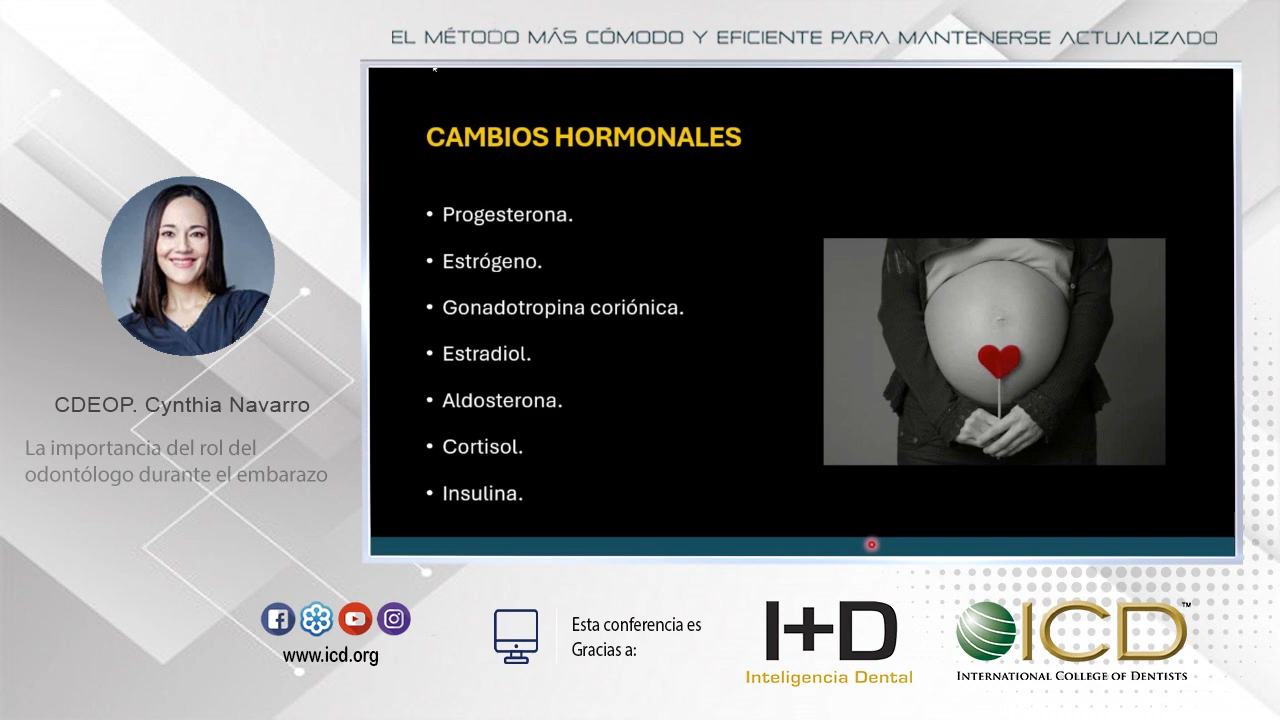 EL MÉTODO MÁS CÓMODO Y EFICIENTE PARA MANTENERSE ACTUALIZADO
CAMBIOS HORMONALES
• Progesterona.
• Estrógeno.
• Gonadotropina coriónica.
• Estradiol.
• Aldosterona.
• Cortisol.
• Insulina.
CDEOP. Cynthia Navarro
La importancia del rol del
odontólogo durante el embarazo
www.icd.org
Esta conferencia es
Gracias a:
I+D
Inteligencia Dental
ICD™
INTERNATIONAL COLLEGE OF DENTISTS